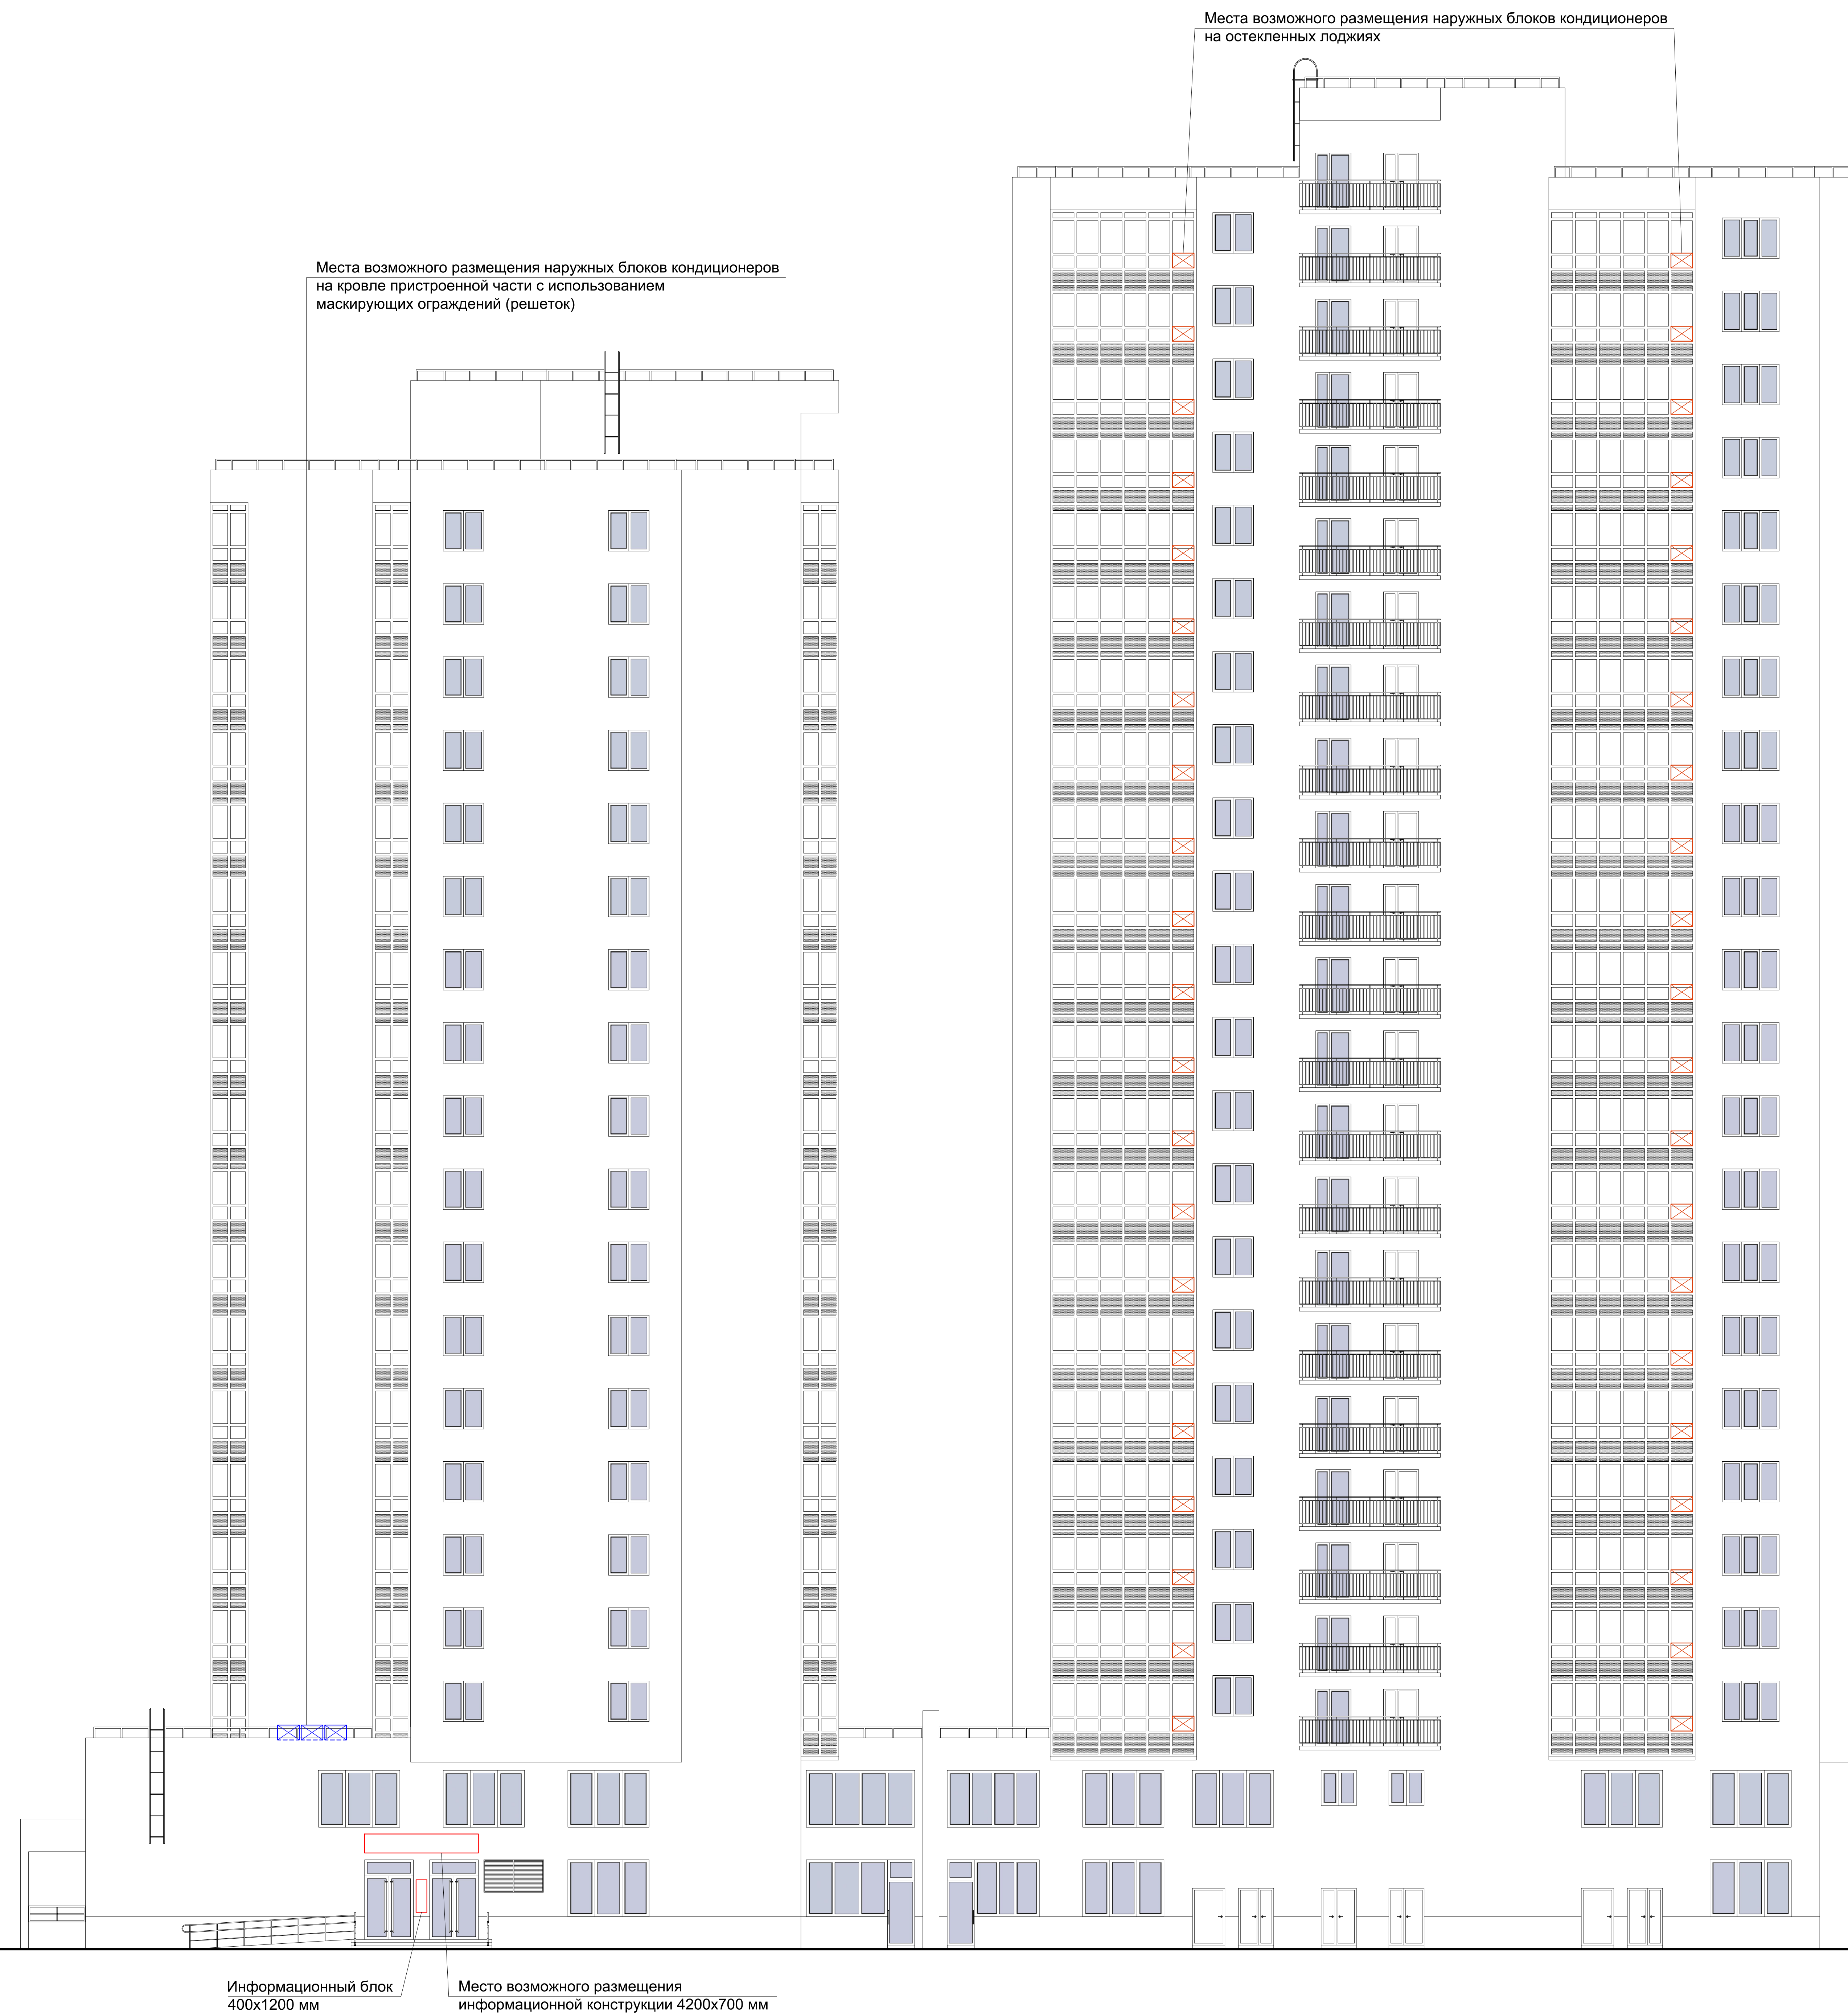 Места возможного размещения наружных блоков кондиционеров
на остекленных лоджиях
Места возможного размещения наружных блоков кондиционеров
на кровле пристроенной части с использованием
маскирующих ограждений (решеток)
Информационный блок
400х1200 мм
Место возможного размещения
информационной конструкции 4200х700 мм